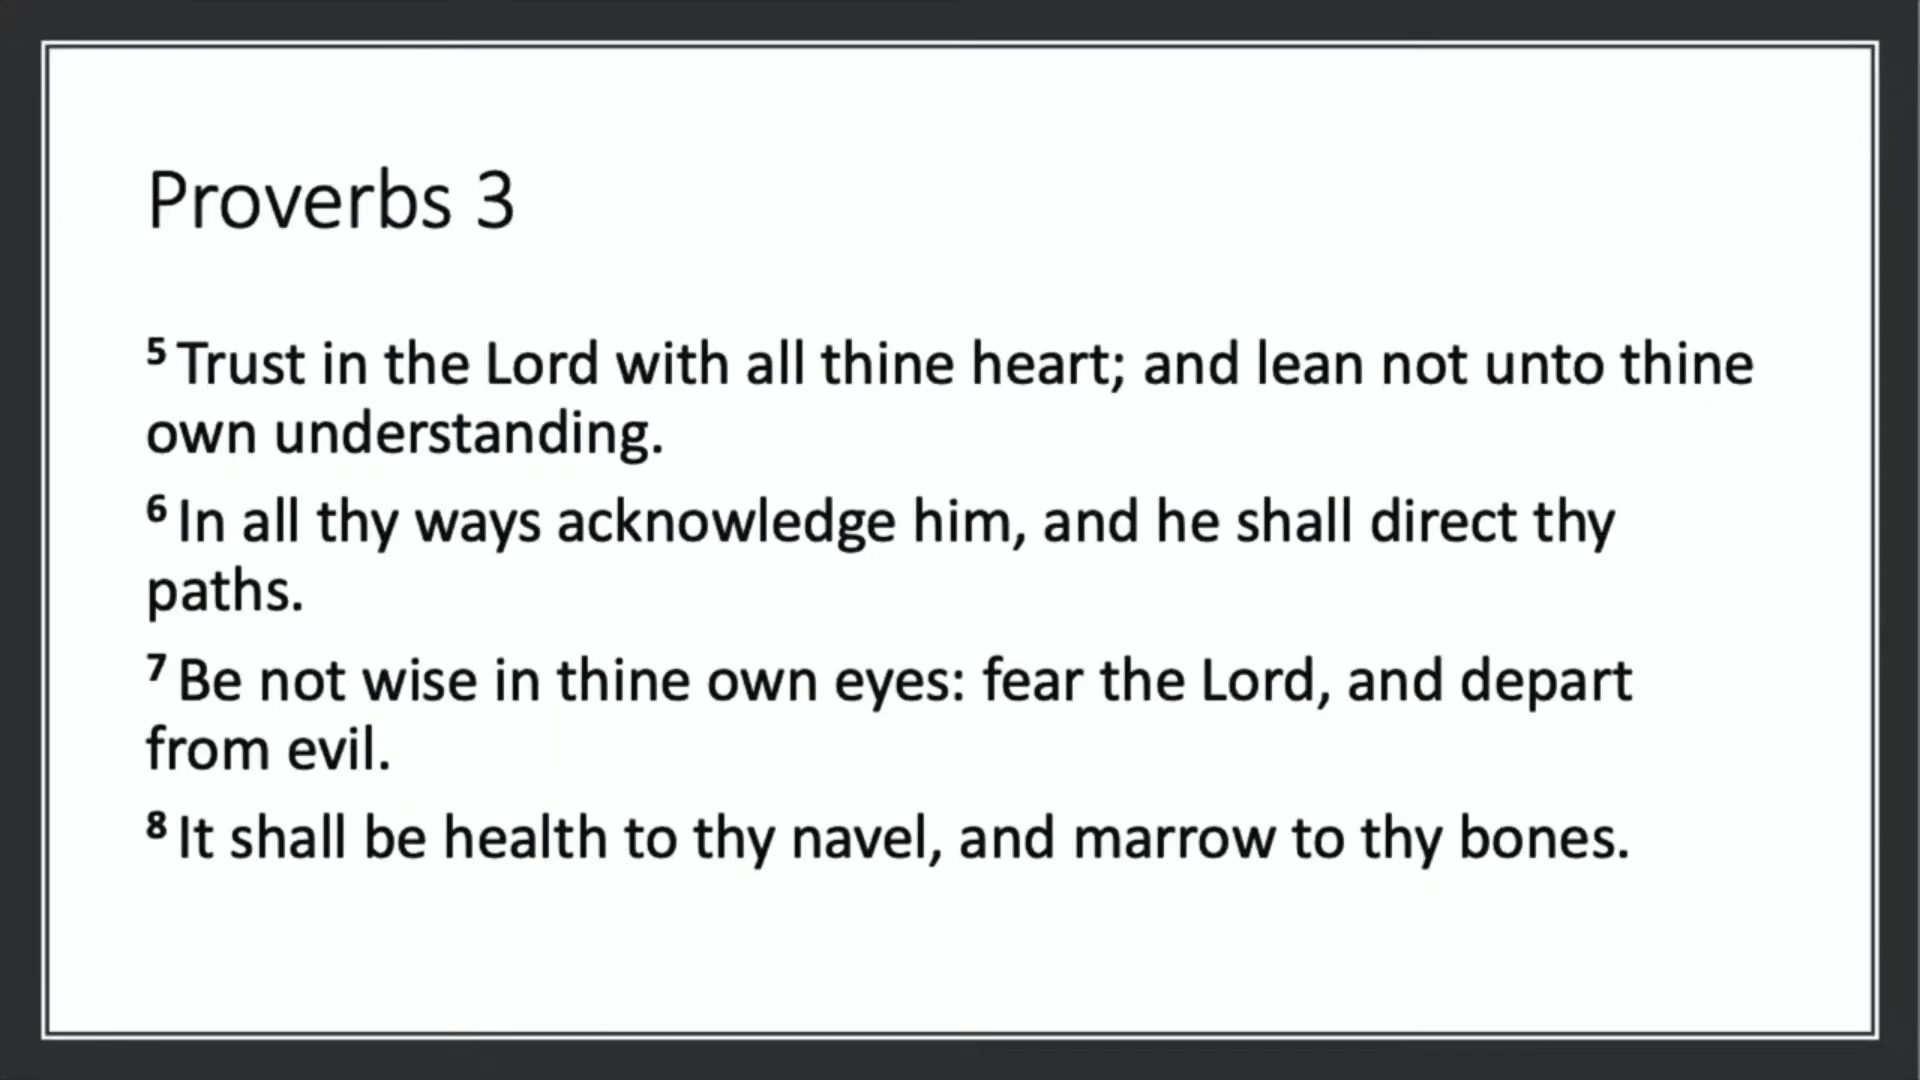 Proverbs 3
5 Trust in the Lord with all thine heart; and lean not unto thine
own understanding.
6 In all thy ways acknowledge him, and he shall direct thy
paths.
7 Be not wise in thine own eyes: fear the Lord, and depart
from evil.
8 It shall be health to thy navel, and marrow to thy bones.